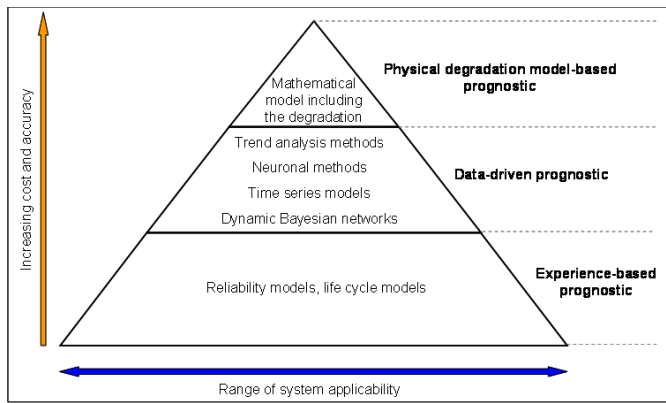 Increasing cost and accuracy
Mathematical
model including
the degradation
Physical degradation model-based
prognostic
Trend analysis methods
Neuronal methods
Time series models
Dynamic Bayesian networks
Data-driven prognostic
Reliability models, life cycle models
Experience-based
prognostic
Range of system applicability